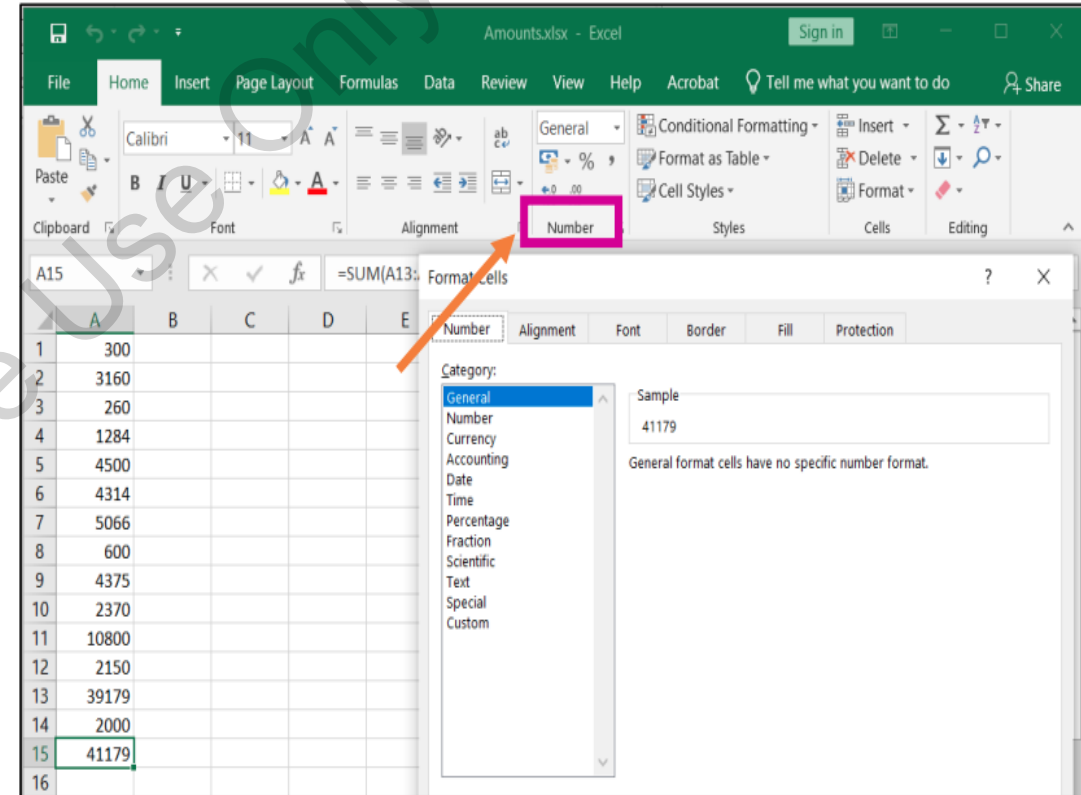 Amounts.xlsx - Excel
Sign in
File Home Insert Page Layout Formulas Data Review View Help Acrobat Tell me what you want to do Share
Paste
Calibri 11 A A
B I U A
ab
c
General
% ,
.0 .00
Conditional Formatting
Format as Table
Cell Styles
Insert
Delete
Format
Σ
Clipboard Font Alignment Number Styles Cells Editing
A15 fx =SUM(A13:
Format Cells ? X
A B C D E
Number Alignment Font Border Fill Protection
Category:
General
Number
Currency
Accounting
Date
Time
Percentage
Fraction
Scientific
Text
Special
Custom
Sample
41179
General format cells have no specific number format.
1 300
2 3160
3 260
4 1284
5 4500
6 4314
7 5066
8 600
9 4375
10 2370
11 10800
12 2150
13 39179
14 2000
15 41179
16
e Use Only